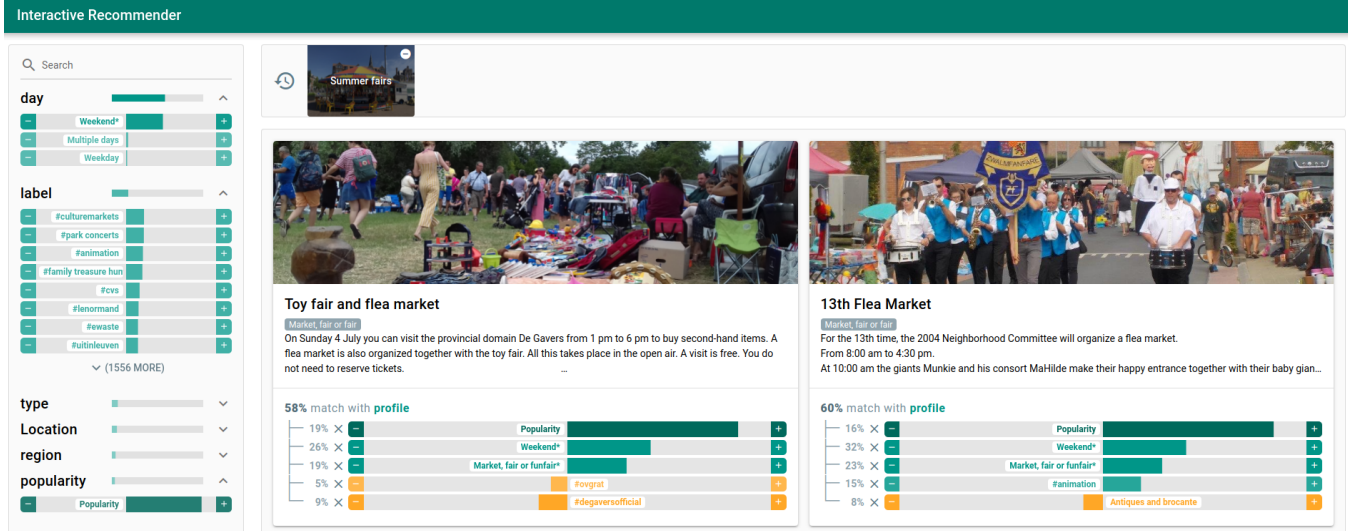 Interactive Recommender
Search
day
Weekend*
Multiple days
Weekday
label
#culturemarkets
#park concerts
#animation
#family treasure hun
#cvs
#lenormand
#ewaste
#uitinleuven
(1556 MORE)
type
Location
region
popularity
Popularity
Summer fairs
Toy fair and flea market
Market, fair or fair
On Sunday 4 July you can visit the provincial domain De Gavers from 1 pm to 6 pm to buy second-hand items. A
flea market is also organized together with the toy fair. All this takes place in the open air. A visit is free. You do
not need to reserve tickets. ...
58% match with profile
19% Popularity
26% Weekend*
19% Market, fair or funfair*
5% #ovgrat
9% #degaversofficial
ZWALMFANFARE
13th Flea Market
Market, fair or fair
For the 13th time, the 2004 Neighborhood Committee will organize a flea market.
From 8:00 am to 4:30 pm.
At 10:00 am the giants Munkie and his consort MaHilde make their happy entrance together with their baby gian...
60% match with profile
16% Popularity
32% Weekend*
23% Market, fair or funfair*
15% #animation
8% Antiques and brocante